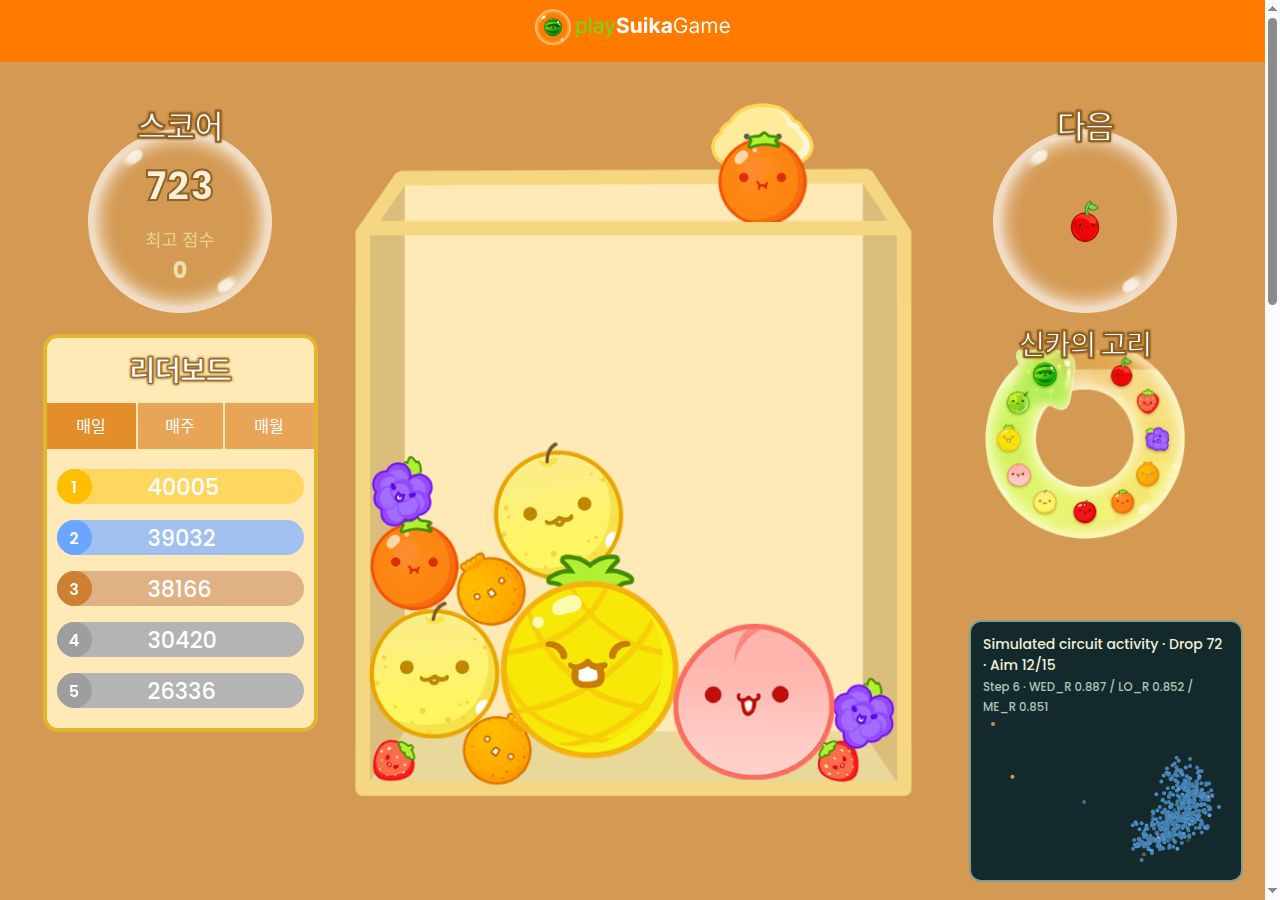 playSuikaGame
스코어
723
최고 점수
0
다음
신카의 고리
리더보드
매일 매주 매월
1 40005
2 39032
3 38166
4 30420
5 26336
Simulated circuit activity · Drop 72
· Aim 12/15
Step 6 · WED_R 0.887 / LO_R 0.852 /
ME_R 0.851